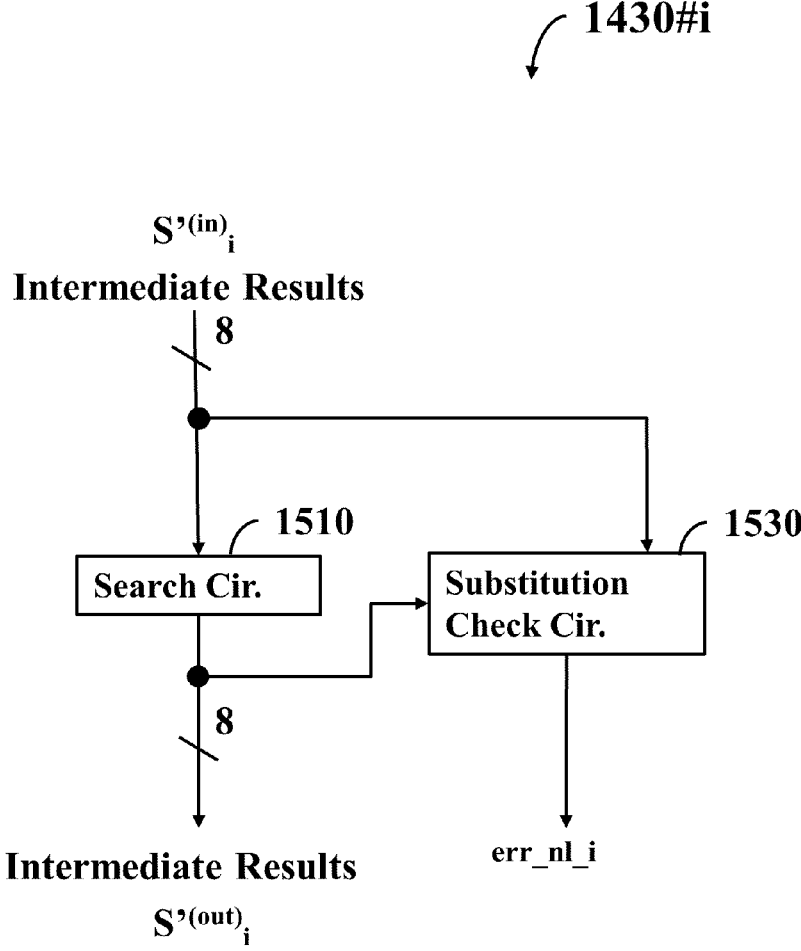 1430#i
S’(in)i
Intermediate Results
8
1510
1530
Search Cir.
Substitution
Check Cir.
8
err_nl_i
Intermediate Results
S’(out)i